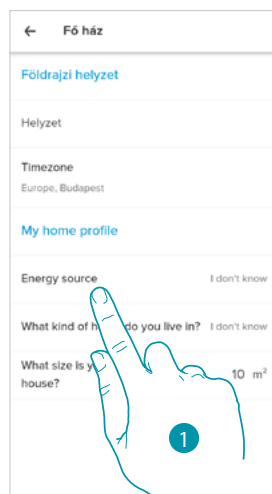 ← Fő ház
Földrajzi helyzet
Helyzet
Timezone
Europe, Budapest
My home profile
Energy source I don't know
What kind of h do you live in? I don't know
What size is y
house? 10 m²
1